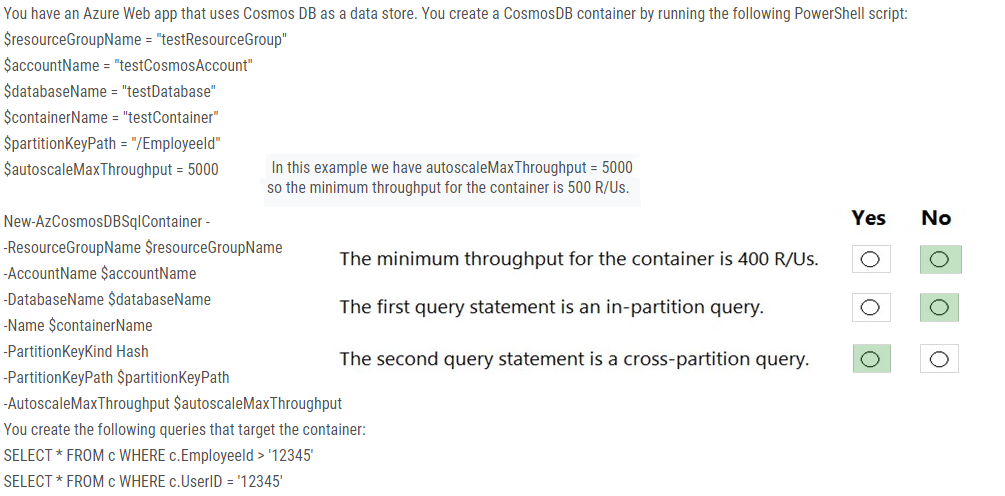 You have an Azure Web app that uses Cosmos DB as a data store. You create a CosmosDB container by running the following PowerShell script:
$resourceGroupName = "testResourceGroup"
$accountName = "testCosmosAccount"
$databaseName = "testDatabase"
$containerName = "testContainer"
$partitionKeyPath = "/EmployeeId"
$autoscaleMaxThroughput = 5000
In this example we have autoscaleMaxThroughput = 5000
so the minimum throughput for the container is 500 R/Us.
New-AzCosmosDBSqlContainer -
-ResourceGroupName $resourceGroupName
-AccountName $accountName
-DatabaseName $databaseName
-Name $containerName
-PartitionKeyKind Hash
-PartitionKeyPath $partitionKeyPath
-AutoscaleMaxThroughput $autoscaleMaxThroughput
Yes No
The minimum throughput for the container is 400 R/Us.
The first query statement is an in-partition query.
The second query statement is a cross-partition query.
You create the following queries that target the container:
SELECT * FROM c WHERE c.EmployeeId > '12345'
SELECT * FROM c WHERE c.UserID = '12345'